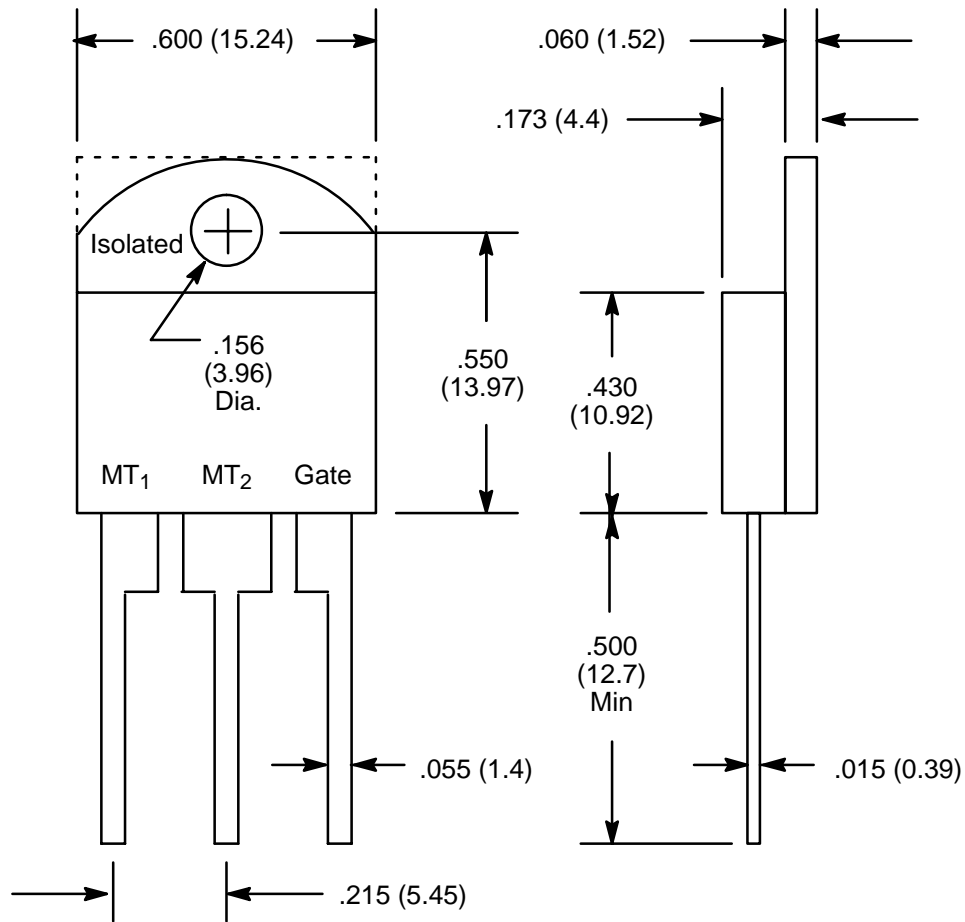 .600 (15.24)
.060 (1.52)
.173 (4.4)
Isolated
.156
(3.96)
Dia.
.550
(13.97)
.430
(10.92)
MT1
MT2
Gate
.500
(12.7)
Min
.055 (1.4)
.015 (0.39)
.215 (5.45)